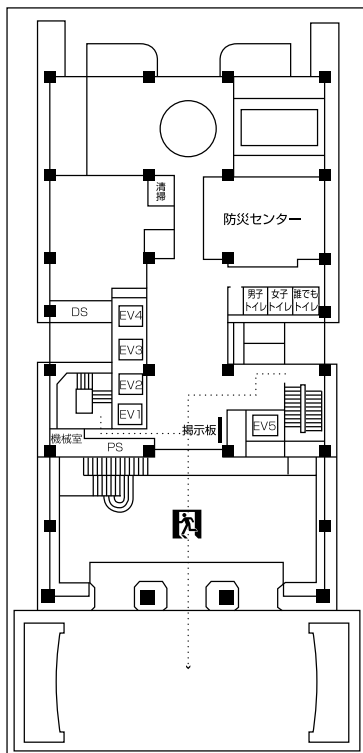 清掃
防災センター
男子トイレ
女子トイレ
誰でもトイレ
DS
EV4
EV3
EV2
EV1
掲示板
EV5
機械室
PS